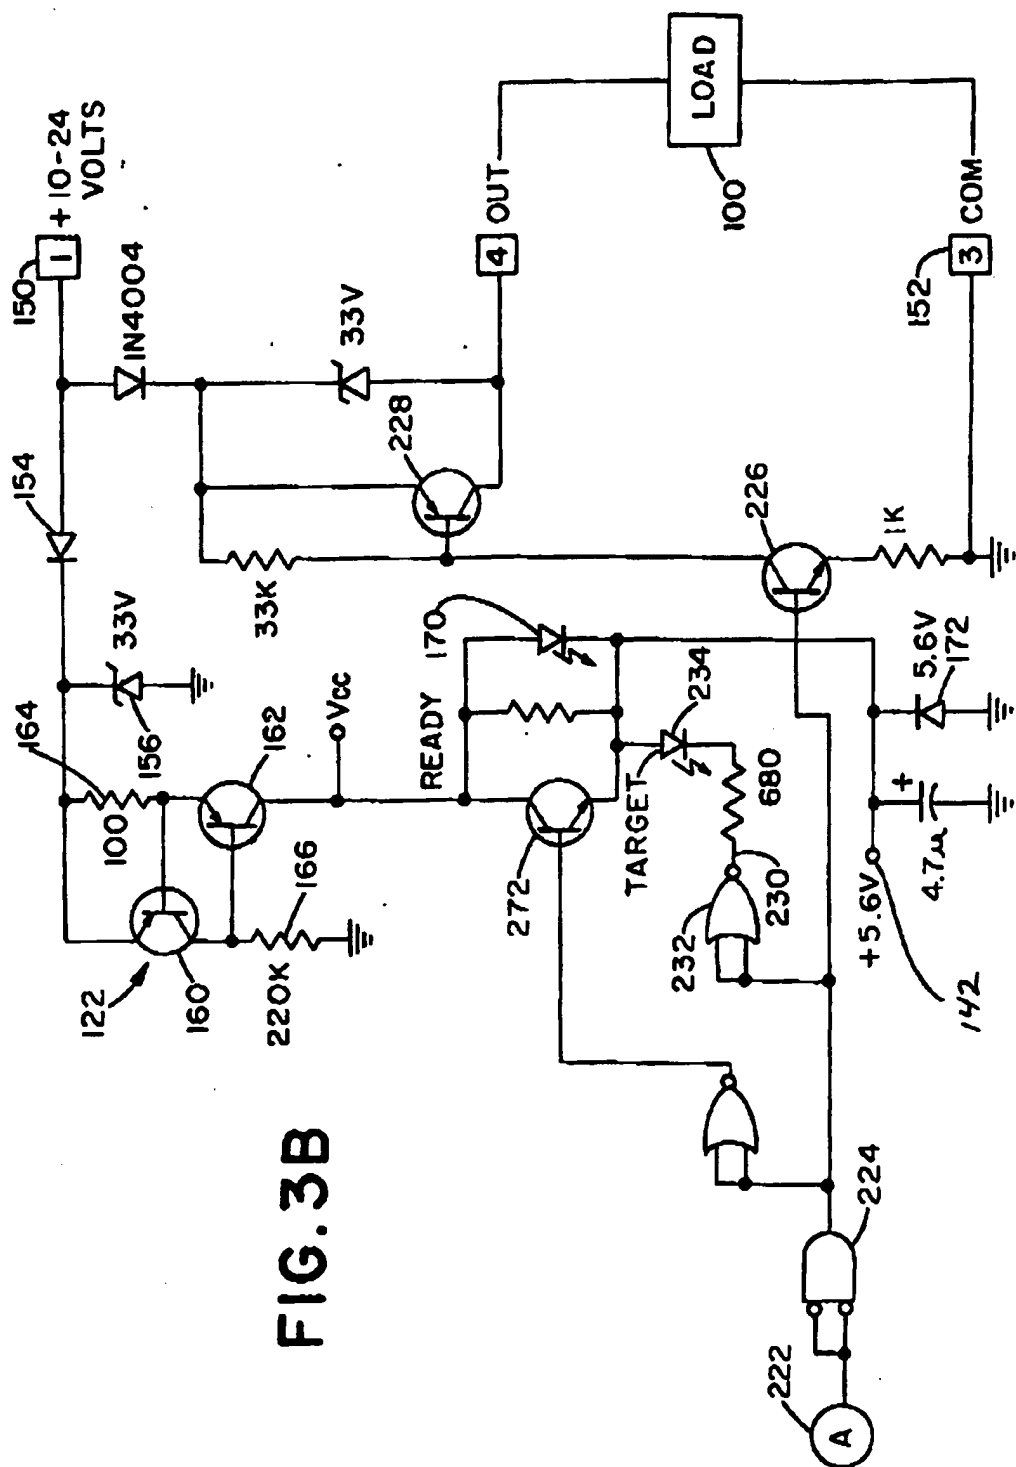 FIG. 3B
150
1
+ 10-24
VOLTS
154
1N4004
33V
164
100
156
33V
162
122
160
220K
166
VCC
228
33K
4
OUT
LOAD
100
READY
170
272
TARGET
234
226
1K
152
3
COM
232
230
680
+5.6V
4.7μ
5.6V
172
142
222
A
224